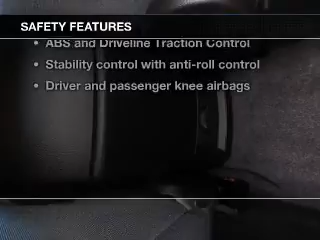 SAFETY FEATURES
• ABS and Driveline Traction Control
• Stability control with anti-roll control
• Driver and passenger knee airbags